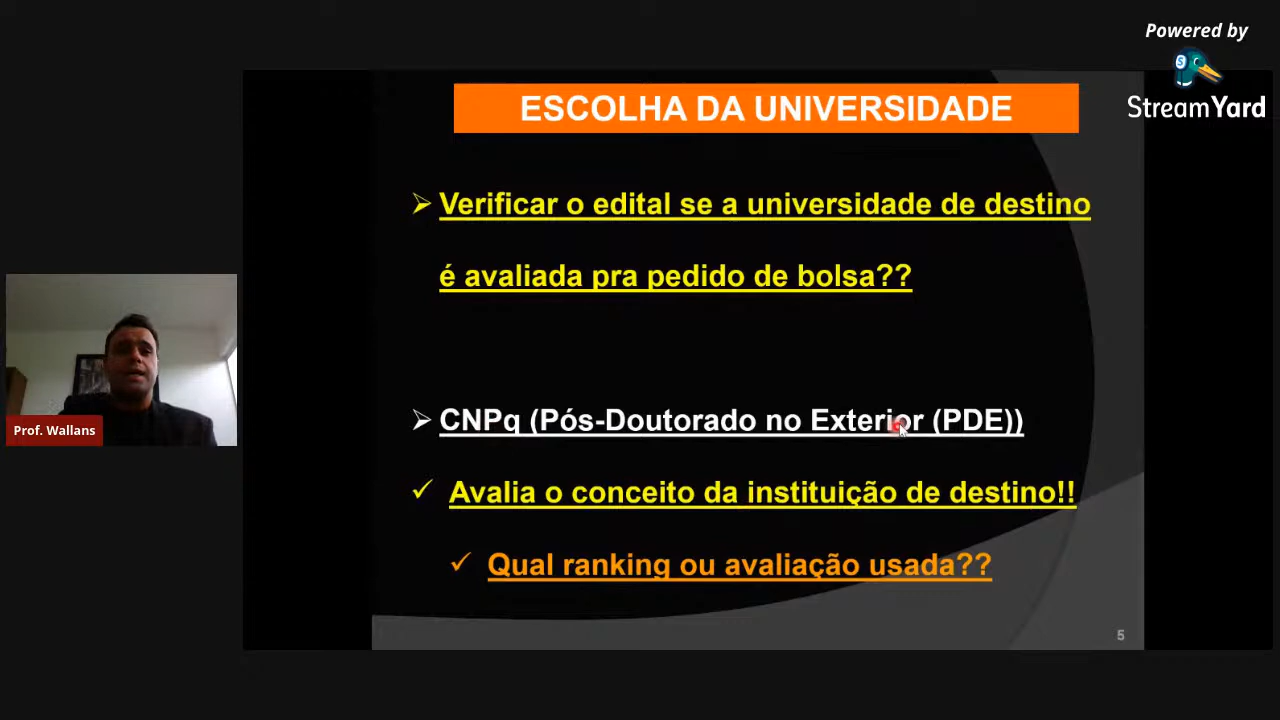 Powered by
StreamYard
ESCOLHA DA UNIVERSIDADE
Verificar o edital se a universidade de destino
é avaliada pra pedido de bolsa??
CNPq (Pós-Doutorado no Exterior (PDE))
Avalia o conceito da instituição de destino!!
Qual ranking ou avaliação usada??
Prof. Wallans
5